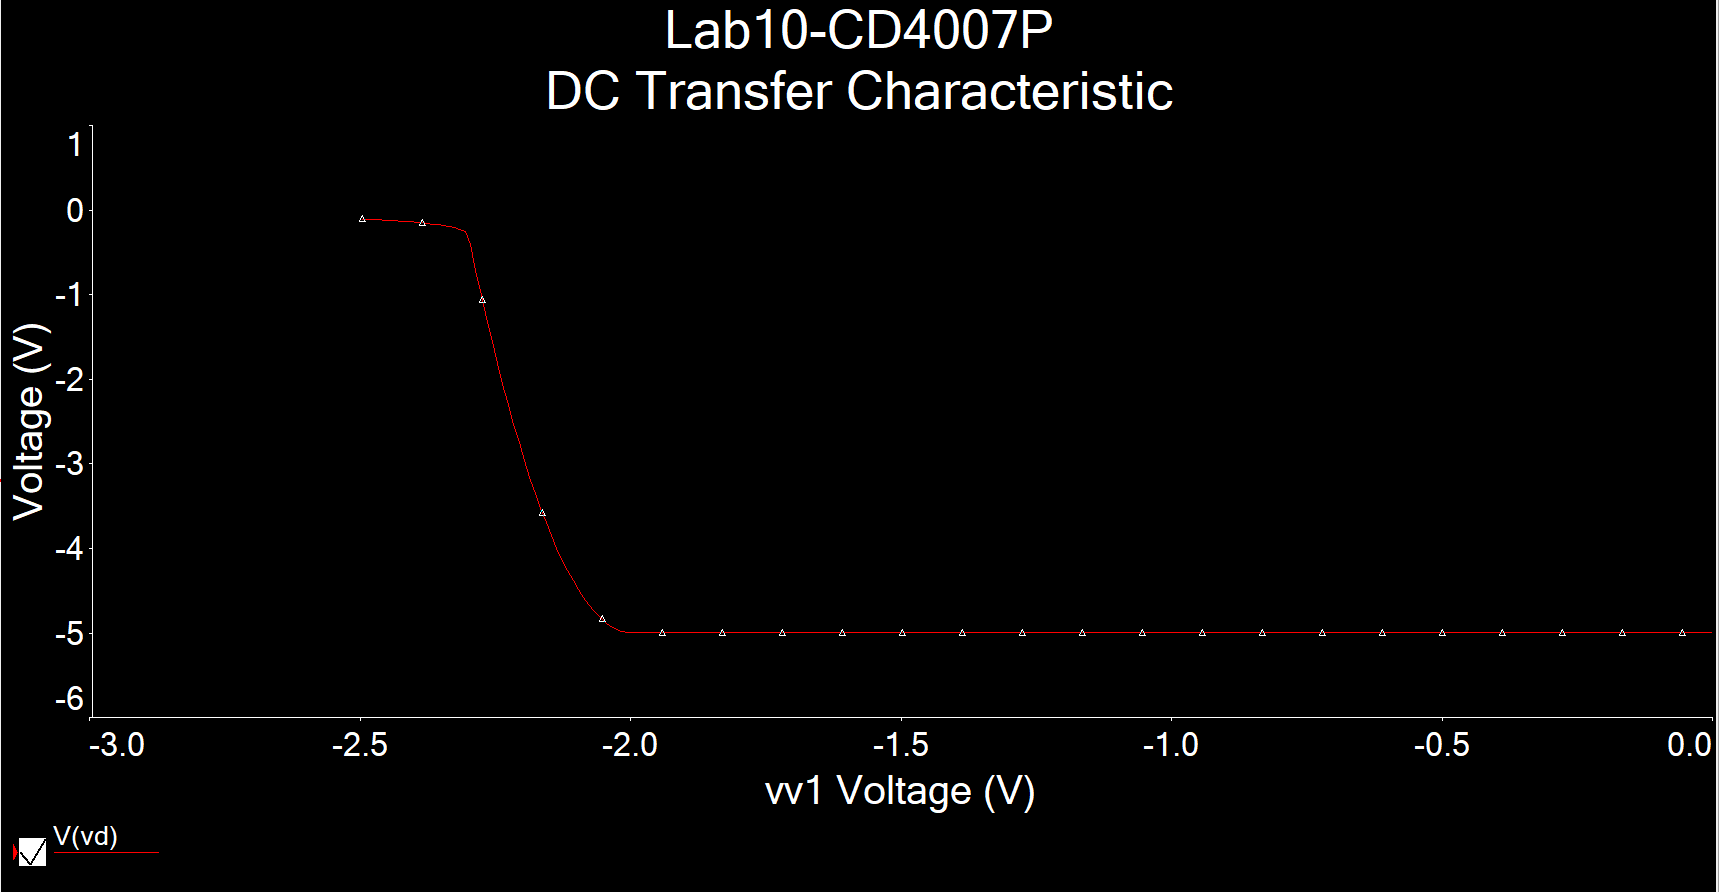 Lab10-CD4007P
DC Transfer Characteristic
1
0
-1
-2
-3
-4
-5
-6
Voltage (V)
-3.0 -2.5 -2.0 -1.5 -1.0 -0.5 0.0
vv1 Voltage (V)
V(vd)